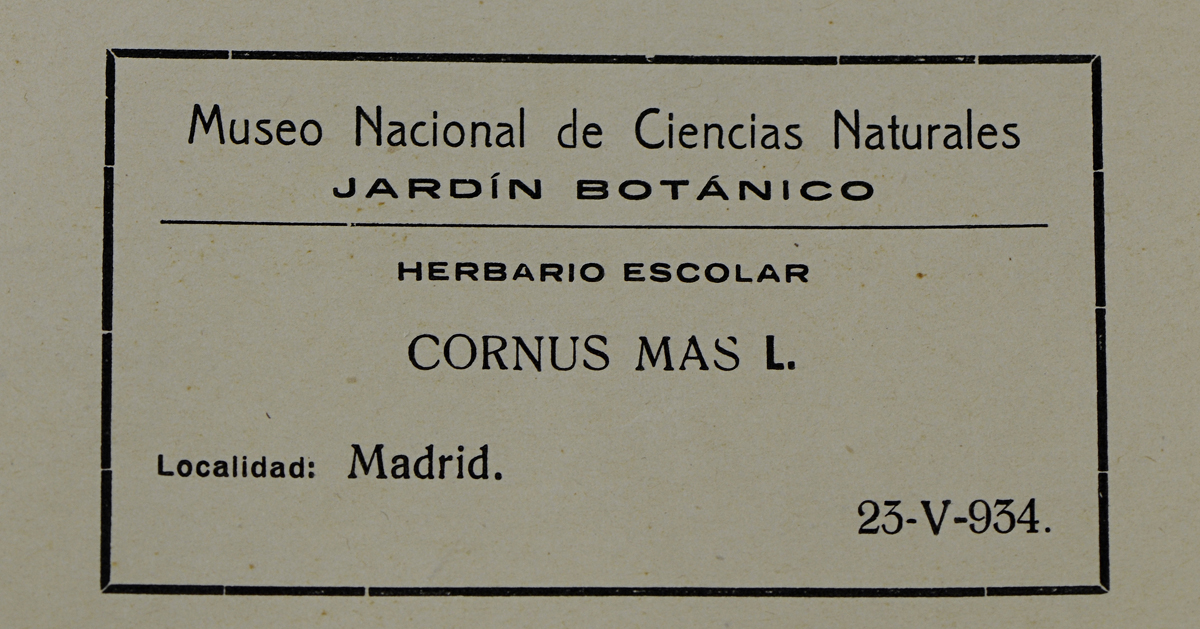 Museo Nacional de Ciencias Naturales
JARDÍN BOTÁNICO
HERBARIO ESCOLAR
CORNUS MAS L.
Localidad: Madrid.
23-V-934.